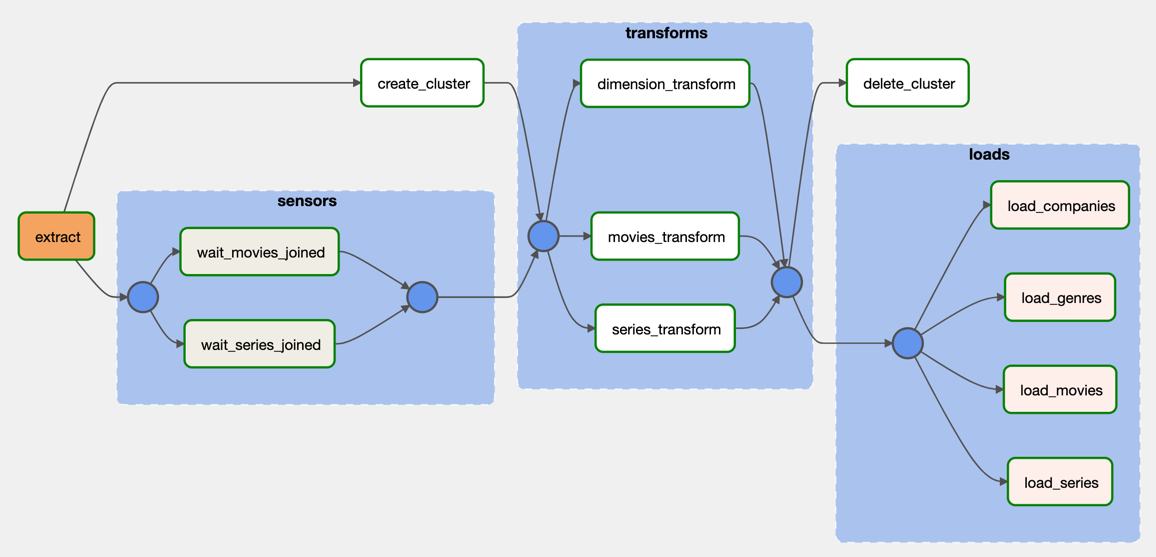 transforms
create_cluster
dimension_transform
delete_cluster
loads
sensors
load_companies
extract
wait_movies_joined
movies_transform
load_genres
wait_series_joined
series_transform
load_movies
load_series